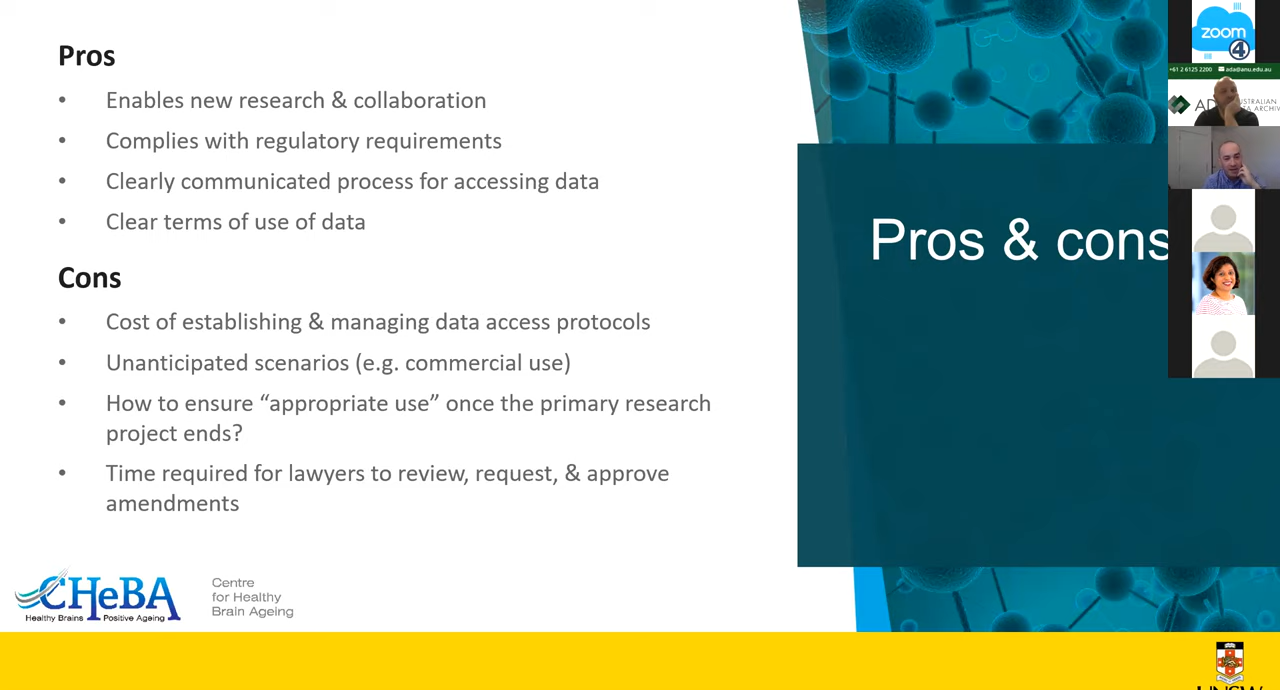 Pros
• Enables new research & collaboration
• Complies with regulatory requirements
• Clearly communicated process for accessing data
• Clear terms of use of data
Cons
• Cost of establishing & managing data access protocols
• Unanticipated scenarios (e.g. commercial use)
• How to ensure “appropriate use” once the primary research
project ends?
• Time required for lawyers to review, request, & approve
amendments
Pros & cons
zoom
4
+61 2 6125 2200 ada@anu.edu.au
CHeBA
Healthy Brains Positive Ageing
Centre
for Healthy
Brain Ageing